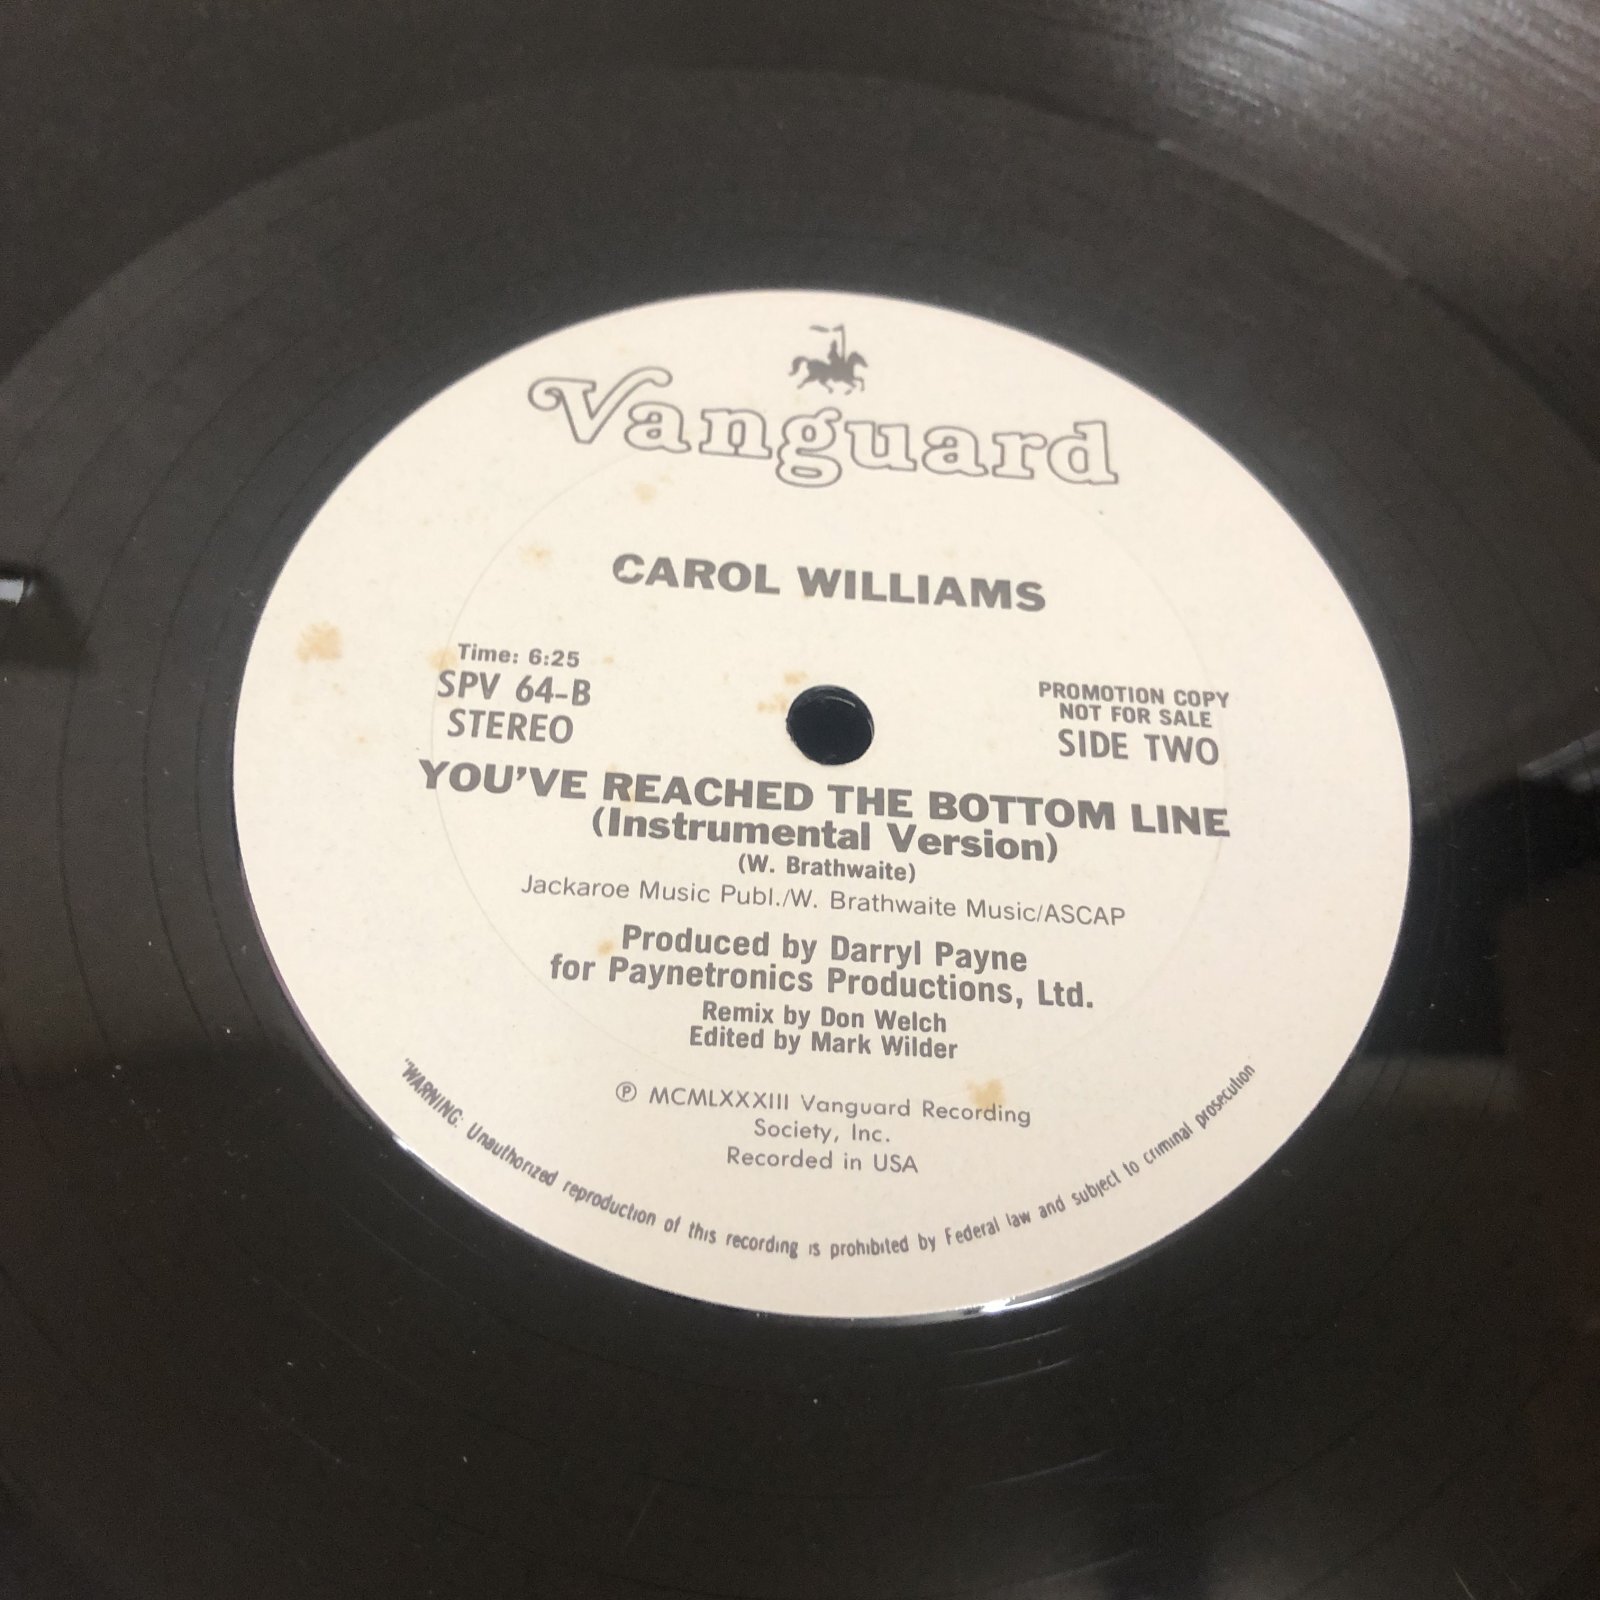 Vanguard
CAROL WILLIAMS
Time: 6:25
SPV 64-B
STEREO
PROMOTION COPY
NOT FOR SALE
SIDE TWO
YOU'VE REACHED THE BOTTOM LINE
(Instrumental Version)
(W. Brathwaite)
Jackaroe Music Publ./W. Brathwaite Music/ASCAP
Produced by Darryl Payne
for Paynetronics Productions, Ltd.
Remix by Don Welch
Edited by Mark Wilder
℗ MCMLXXXIII Vanguard Recording
Society, Inc.
Recorded in USA
"WARNING: Unauthorized reproduction of this recording is prohibited by Federal law and subject to criminal prosecution